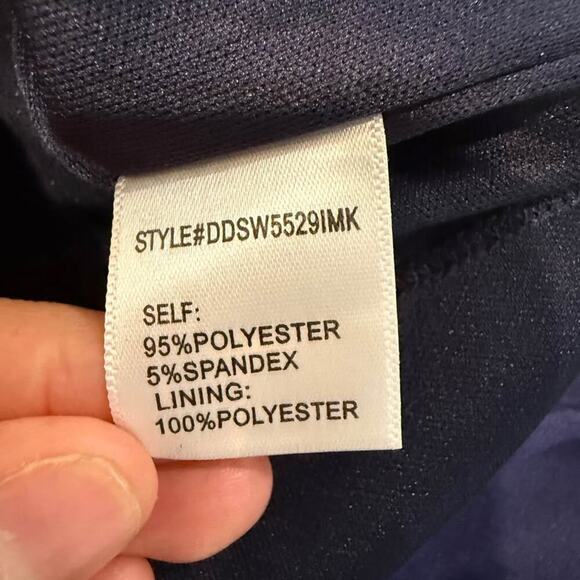 STYLE#DDSW5529IMK
SELF:
95%POLYESTER
5%SPANDEX
LINING:
100%POLYESTER